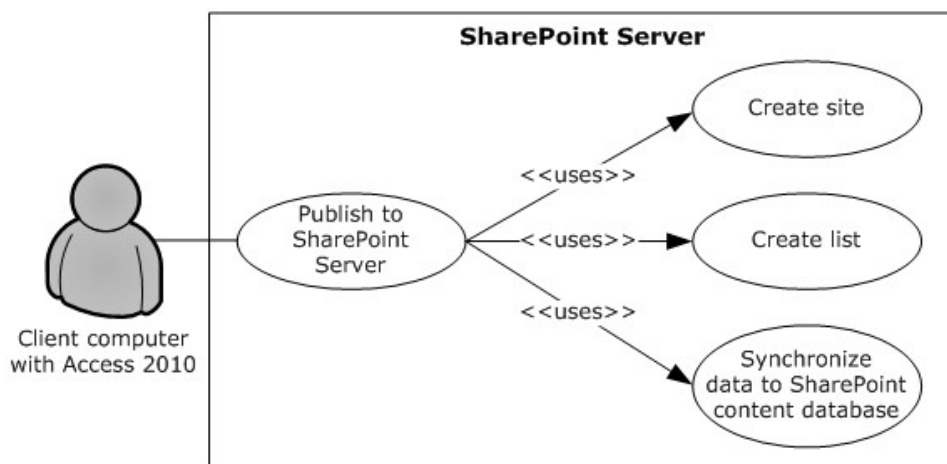 SharePoint Server
Create site
<<uses>>
Publish to
SharePoint
Server
<<uses>>
Create list
<<uses>>
Client computer
with Access 2010
Synchronize
data to SharePoint
content database